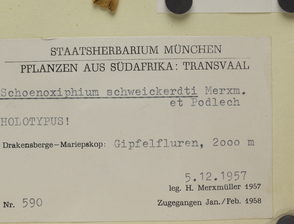 STAATSHERBARIUM MÜNCHEN
PFLANZEN AUS SÜDAFRIKA: TRANSVAAL
Schoenoxiphium schweickerdti Merxm.
et Podlech
HOLOTYPUS!
Drakensberge-Mariepskop: Gipfelfluren, 2000 m
5.12.1957
leg. H. Merxmüller 1957
Nr. 590 Zugegangen Jan./Feb. 1958